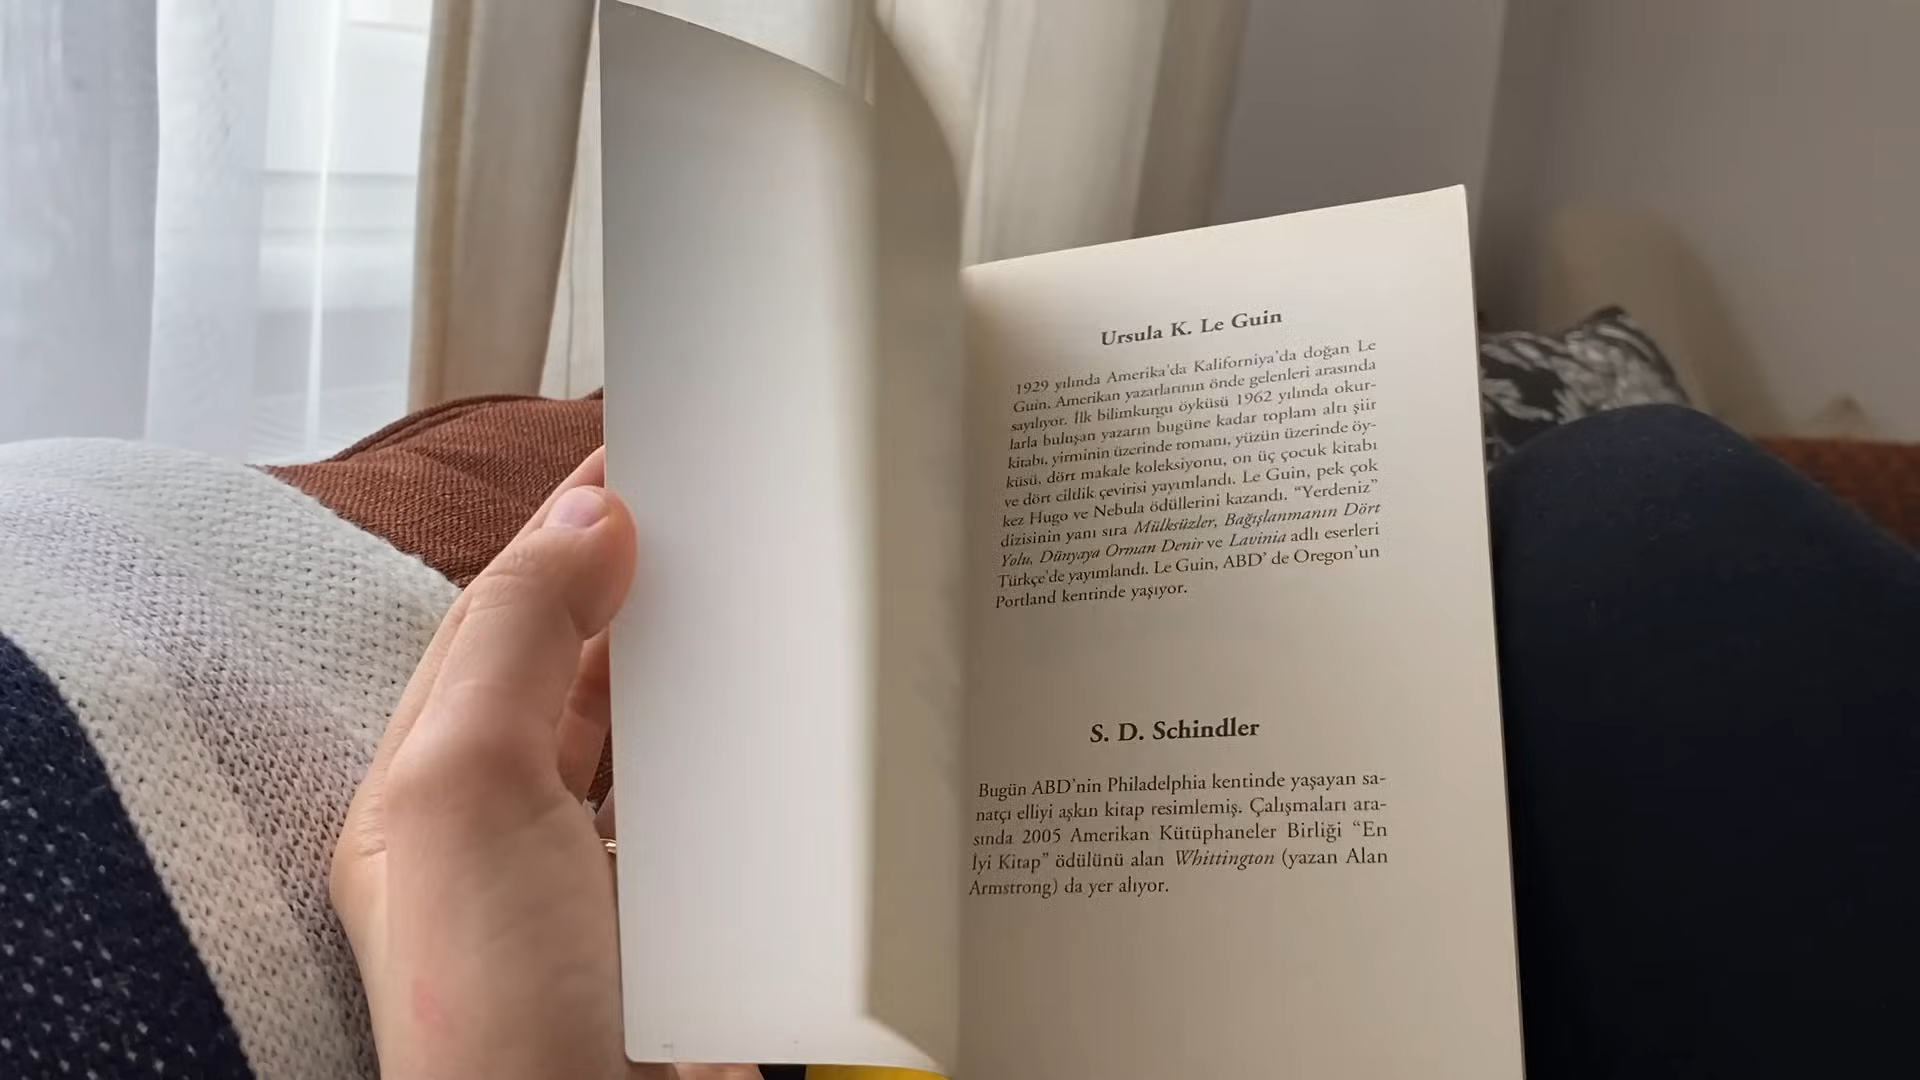 Ursula K. Le Guin
1929 yılında Amerika'da Kaliforniya'da doğan Le
Guin, Amerikan yazarlarının önde gelenleri arasında
sayılıyor. İlk bilimkurgu öyküsü 1962 yılında okur-
larla buluşan yazarın bugüne kadar toplam altı şiir
kitabı, yirminin üzerinde romanı, yüzün üzerinde öy-
küsü, dört makale koleksiyonu, on üç çocuk kitabı
ve dört ciltlik çevirisi yayımlandı. Le Guin, pek çok
kez Hugo ve Nebula ödüllerini kazandı. “Yerdeniz”
dizisinin yanı sıra Mülksüzler, Bağışlanmanın Dört
Yolu, Dünyaya Orman Denir ve Lavinia adlı eserleri
Türkçe'de yayımlandı. Le Guin, ABD' de Oregon'un
Portland kentinde yaşıyor.
S. D. Schindler
Bugün ABD'nin Philadelphia kentinde yaşayan sa-
natçı elliyi aşkın kitap resimlemiş. Çalışmaları ara-
sında 2005 Amerikan Kütüphaneler Birliği “En
İyi Kitap” ödülünü alan Whittington (yazan Alan
Armstrong) da yer alıyor.